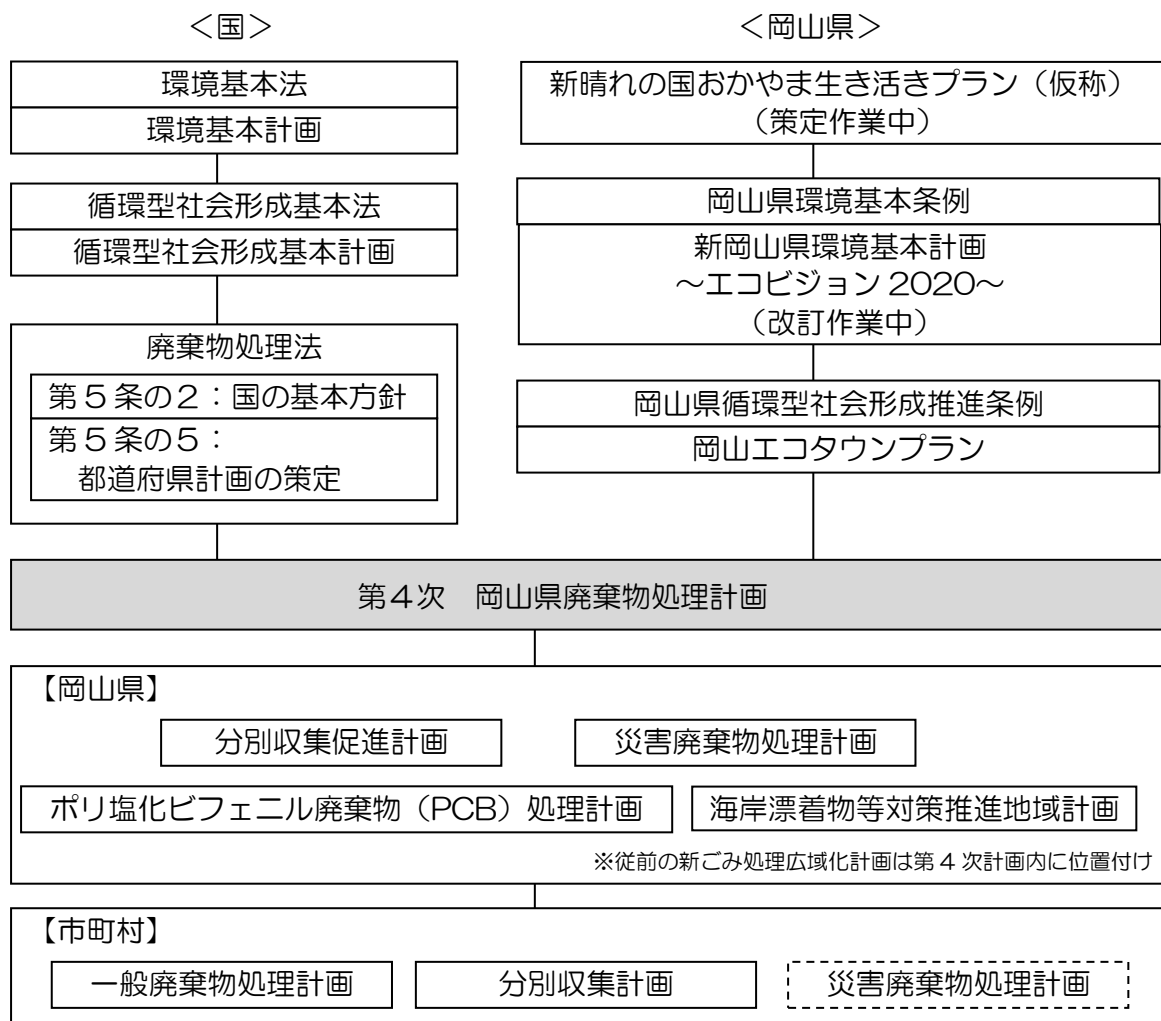 <国>
環境基本法
環境基本計画
循環型社会形成基本法
循環型社会形成基本計画
廃棄物処理法
第5条の2：国の基本方針
第5条の5：
都道府県計画の策定
<岡山県>
新晴れの国おかやま生き活きプラン（仮称）
（策定作業中）
岡山県環境基本条例
新岡山県環境基本計画
～エコビジョン2020～
（改訂作業中）
岡山県循環型社会形成推進条例
岡山エコタウンプラン
第4次　岡山県廃棄物処理計画
【岡山県】
分別収集促進計画
災害廃棄物処理計画
ポリ塩化ビフェニル廃棄物（PCB）処理計画
海岸漂着物等対策推進地域計画
※従前の新ごみ処理広域化計画は第4次計画内に位置付け
【市町村】
一般廃棄物処理計画
分別収集計画
災害廃棄物処理計画